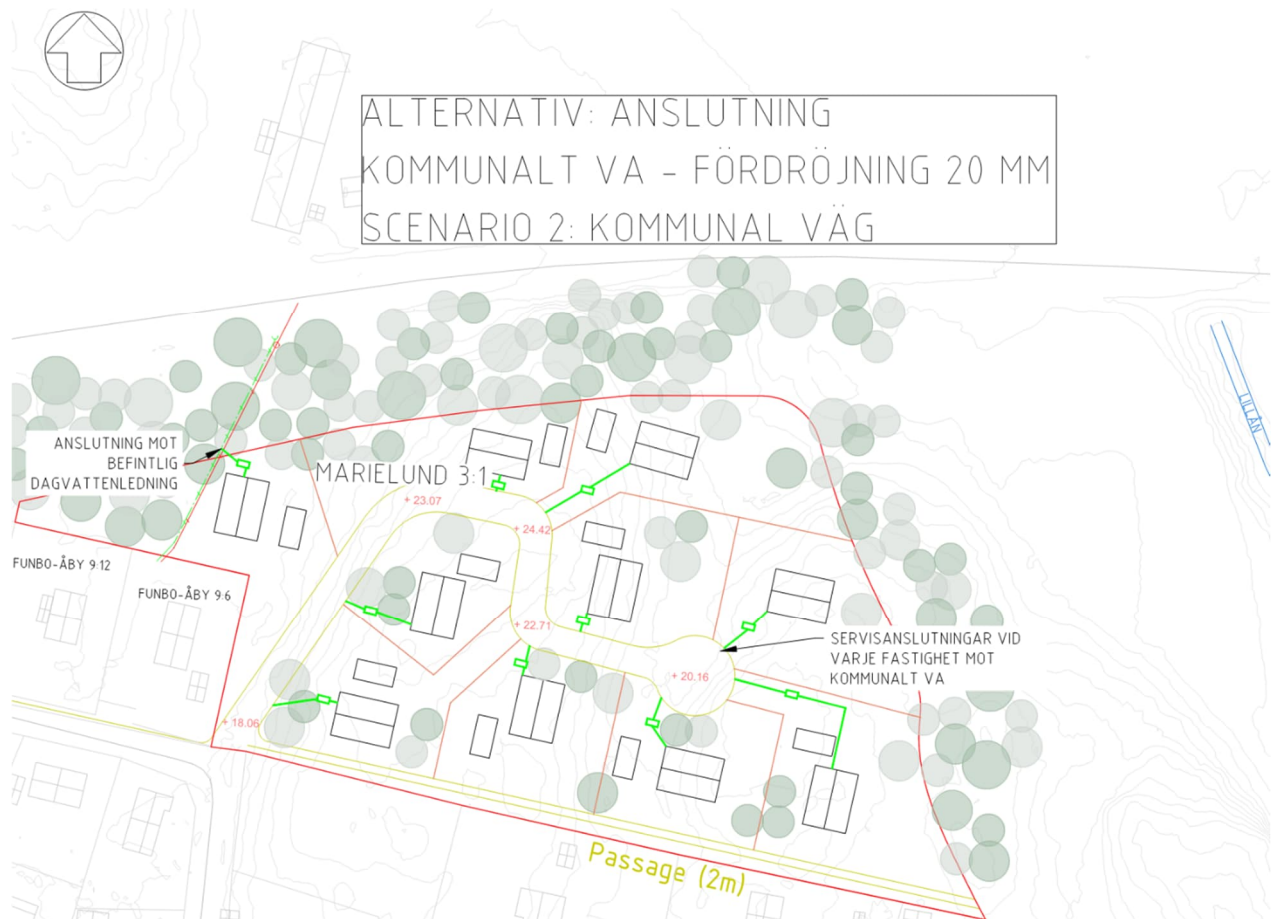 ALTERNATIV: ANSLUTNING
KOMMUNALT VA - FÖRDRÖJNING 20 MM
SCENARIO 2: KOMMUNAL VÄG
LILLÅN
ANSLUTNING MOT
BEFINTLIG
DAGVATTENLEDNING
MARIELUND 3:1
+ 23.07
+ 24.42
FUNBO-ÅBY 9:12
FUNBO-ÅBY 9:6
+ 22.71
SERVISANSLUTNINGAR VID
VARJE FASTIGHET MOT
KOMMUNALT VA
+ 20.16
+ 18.06
Passage (2m)